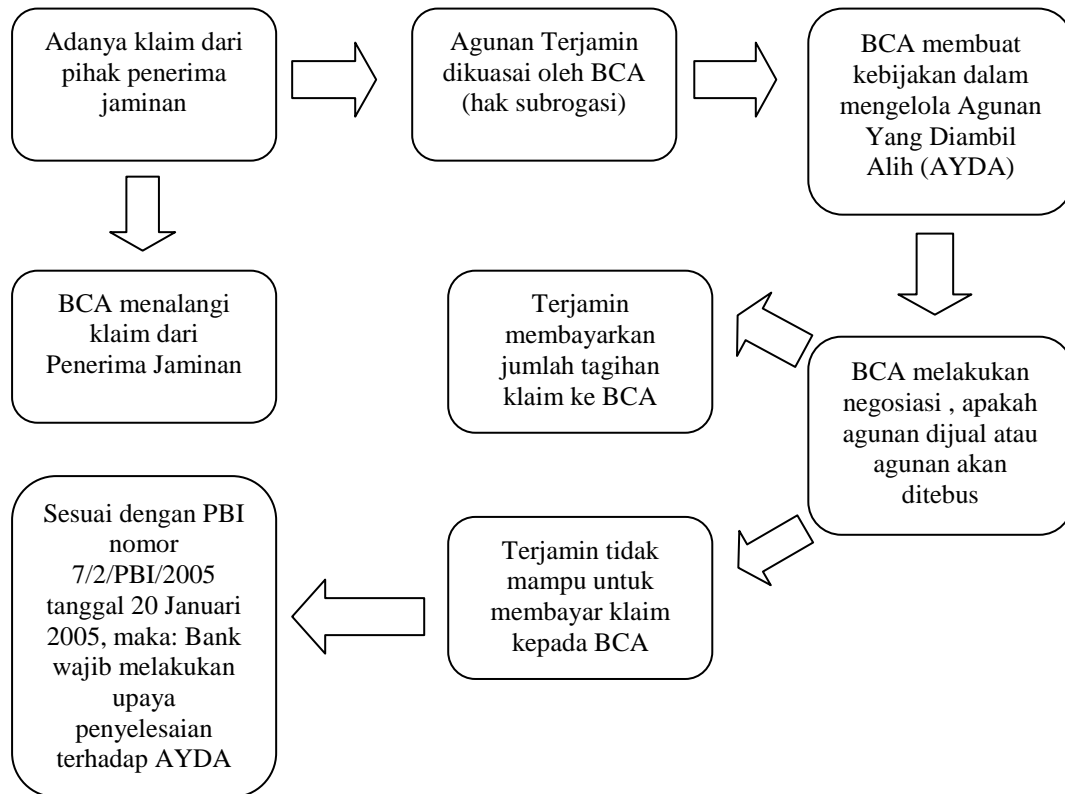 Adanya klaim dari
pihak penerima
jaminan
Agunan Terjamin
dikuasai oleh BCA
(hak subrogasi)
BCA membuat
kebijakan dalam
mengelola Agunan
Yang Diambil
Alih (AYDA)
BCA menalangi
klaim dari
Penerima Jaminan
Terjamin
membayarkan
jumlah tagihan
klaim ke BCA
BCA melakukan
negosiasi , apakah
agunan dijual atau
agunan akan
ditebus
Terjamin tidak
mampu untuk
membayar klaim
kepada BCA
Sesuai dengan PBI
nomor
7/2/PBI/2005
tanggal 20 Januari
2005, maka: Bank
wajib melakukan
upaya
penyelesaian
terhadap AYDA